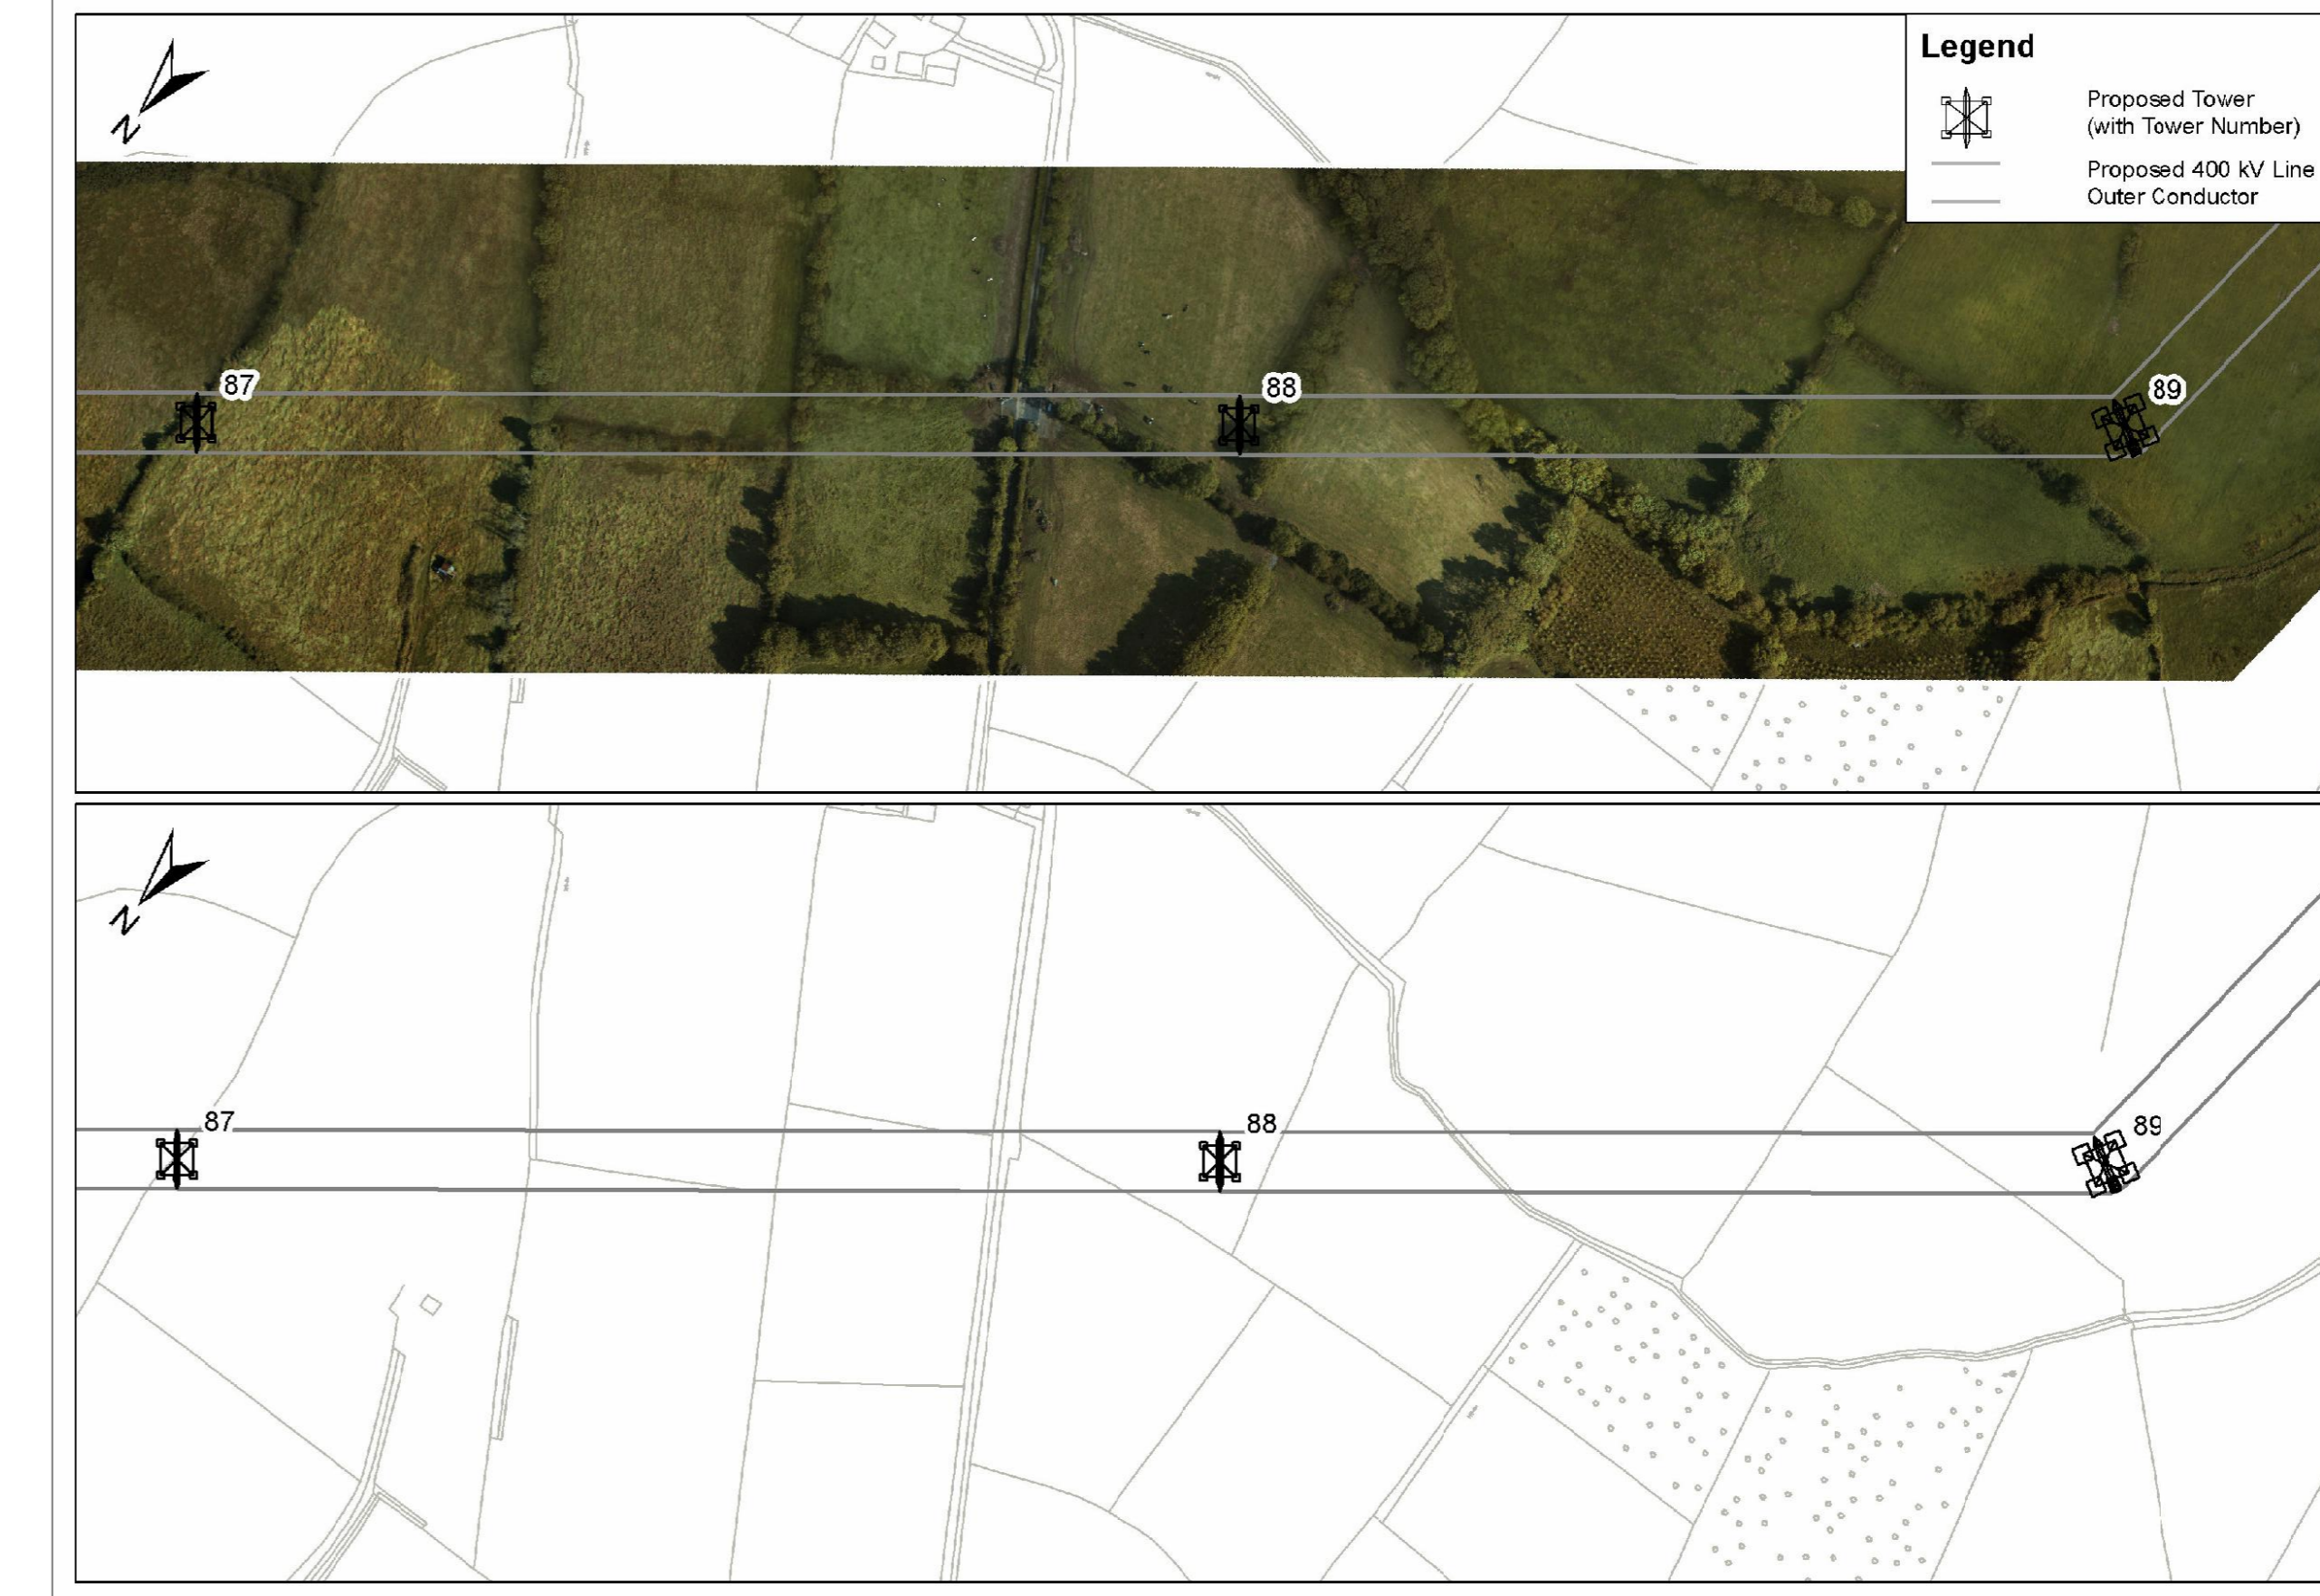 N
Legend
Proposed Tower
(with Tower Number)
Proposed 400 kV Line
Outer Conductor
87
88
89
N
87
88
89